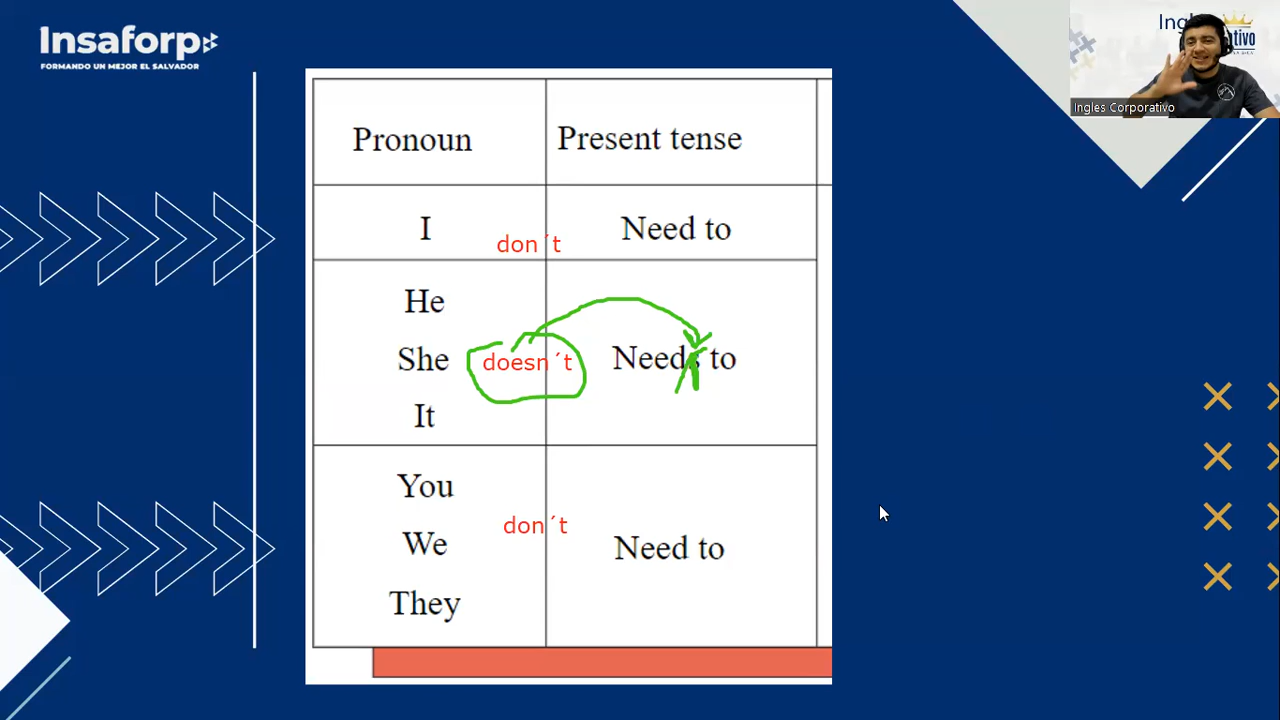 Insaforp
FORMANDO UN MEJOR EL SALVADOR
Ingles Corporativo
Pronoun Present tense
I don´t Need to
He
She doesn´t Needs to
It
You
don´t
We Need to
They